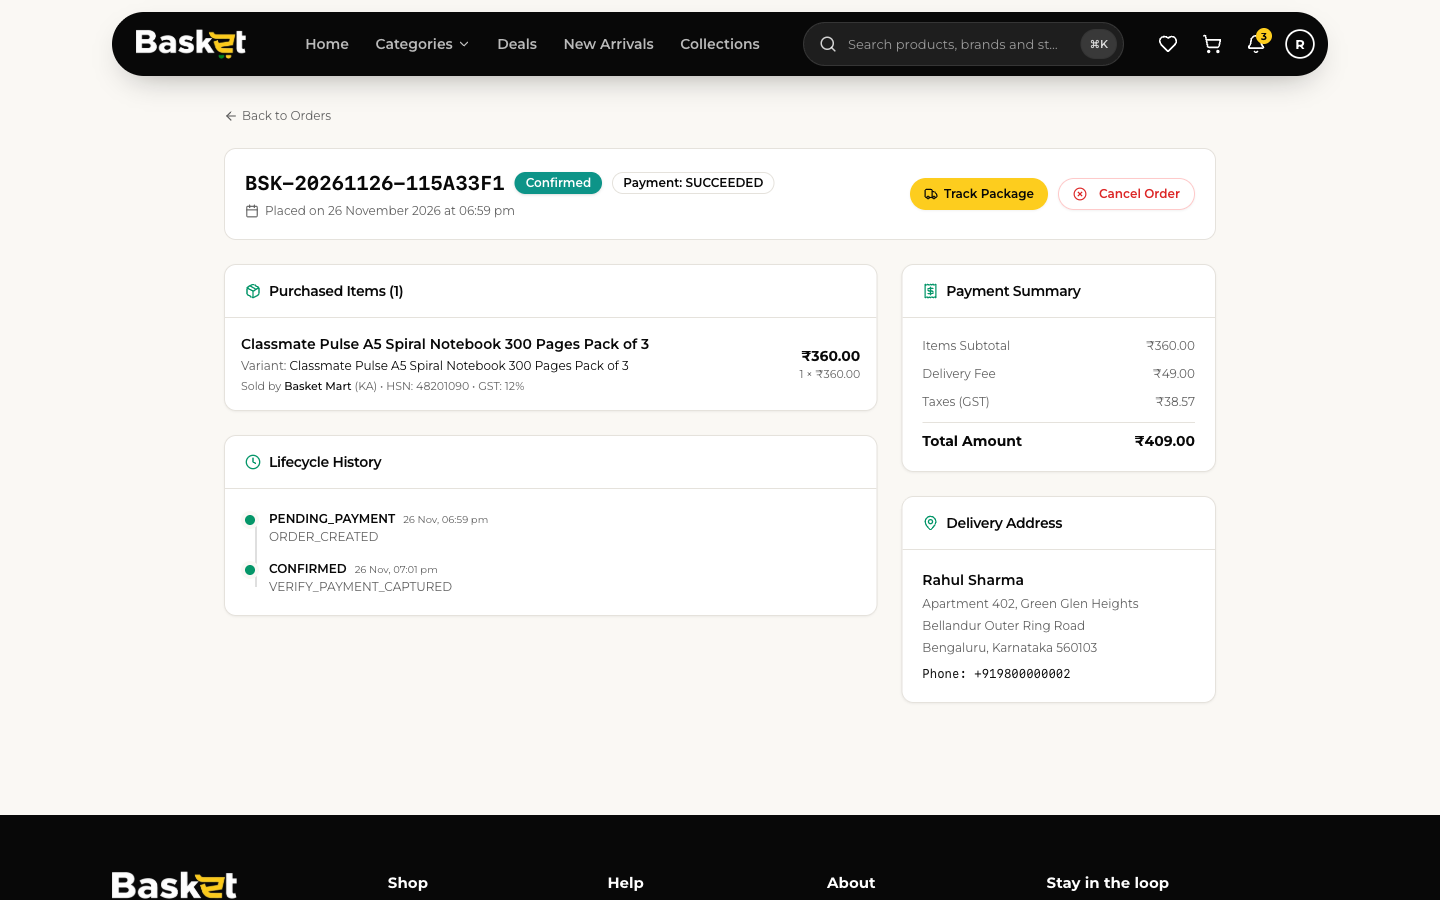 Basket
Home Categories Deals New Arrivals Collections
Search products, brands and st... ⌘K
3
R
Back to Orders
BSK-20261126-115A33F1 Confirmed Payment: SUCCEEDED
Placed on 26 November 2026 at 06:59 pm
Track Package Cancel Order
Purchased Items (1)
Classmate Pulse A5 Spiral Notebook 300 Pages Pack of 3
Variant: Classmate Pulse A5 Spiral Notebook 300 Pages Pack of 3
Sold by Basket Mart (KA) • HSN: 48201090 • GST: 12%
₹360.00
1 × ₹360.00
Lifecycle History
PENDING_PAYMENT 26 Nov, 06:59 pm
ORDER_CREATED
CONFIRMED 26 Nov, 07:01 pm
VERIFY_PAYMENT_CAPTURED
Payment Summary
Items Subtotal ₹360.00
Delivery Fee ₹49.00
Taxes (GST) ₹38.57
Total Amount ₹409.00
Delivery Address
Rahul Sharma
Apartment 402, Green Glen Heights
Bellandur Outer Ring Road
Bengaluru, Karnataka 560103
Phone: +919800000002
Basket
Shop Help About Stay in the loop